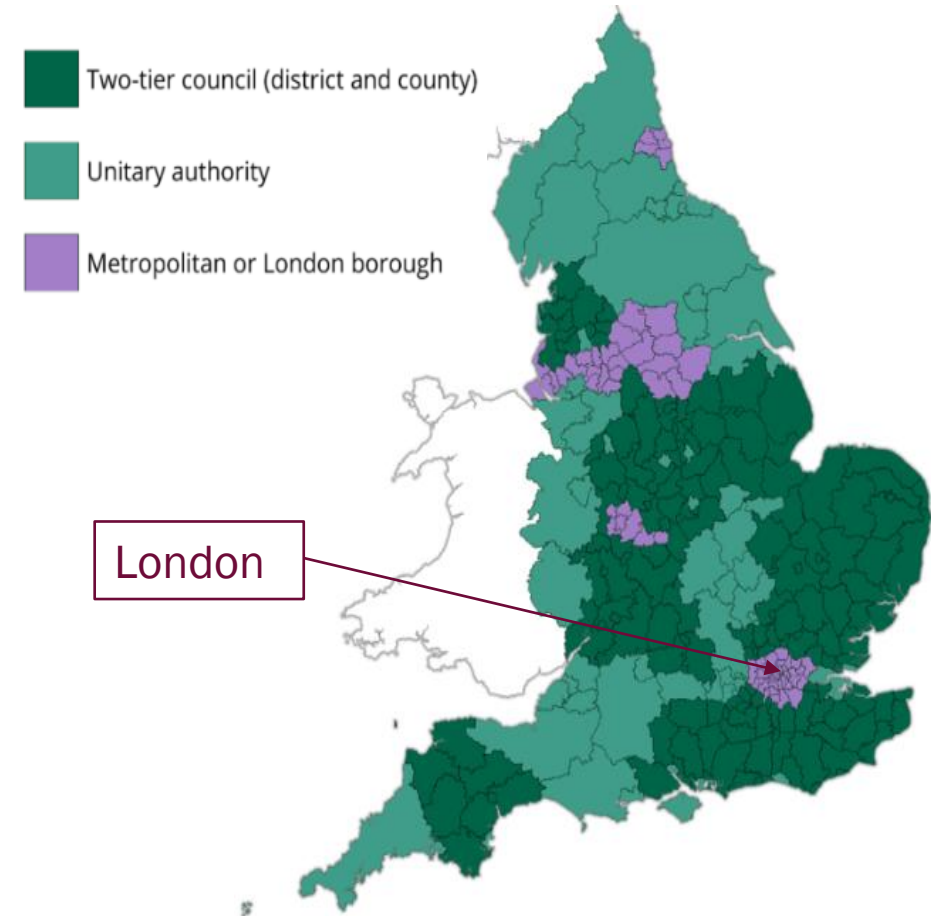 Two-tier council (district and county)
Unitary authority
Metropolitan or London borough
London